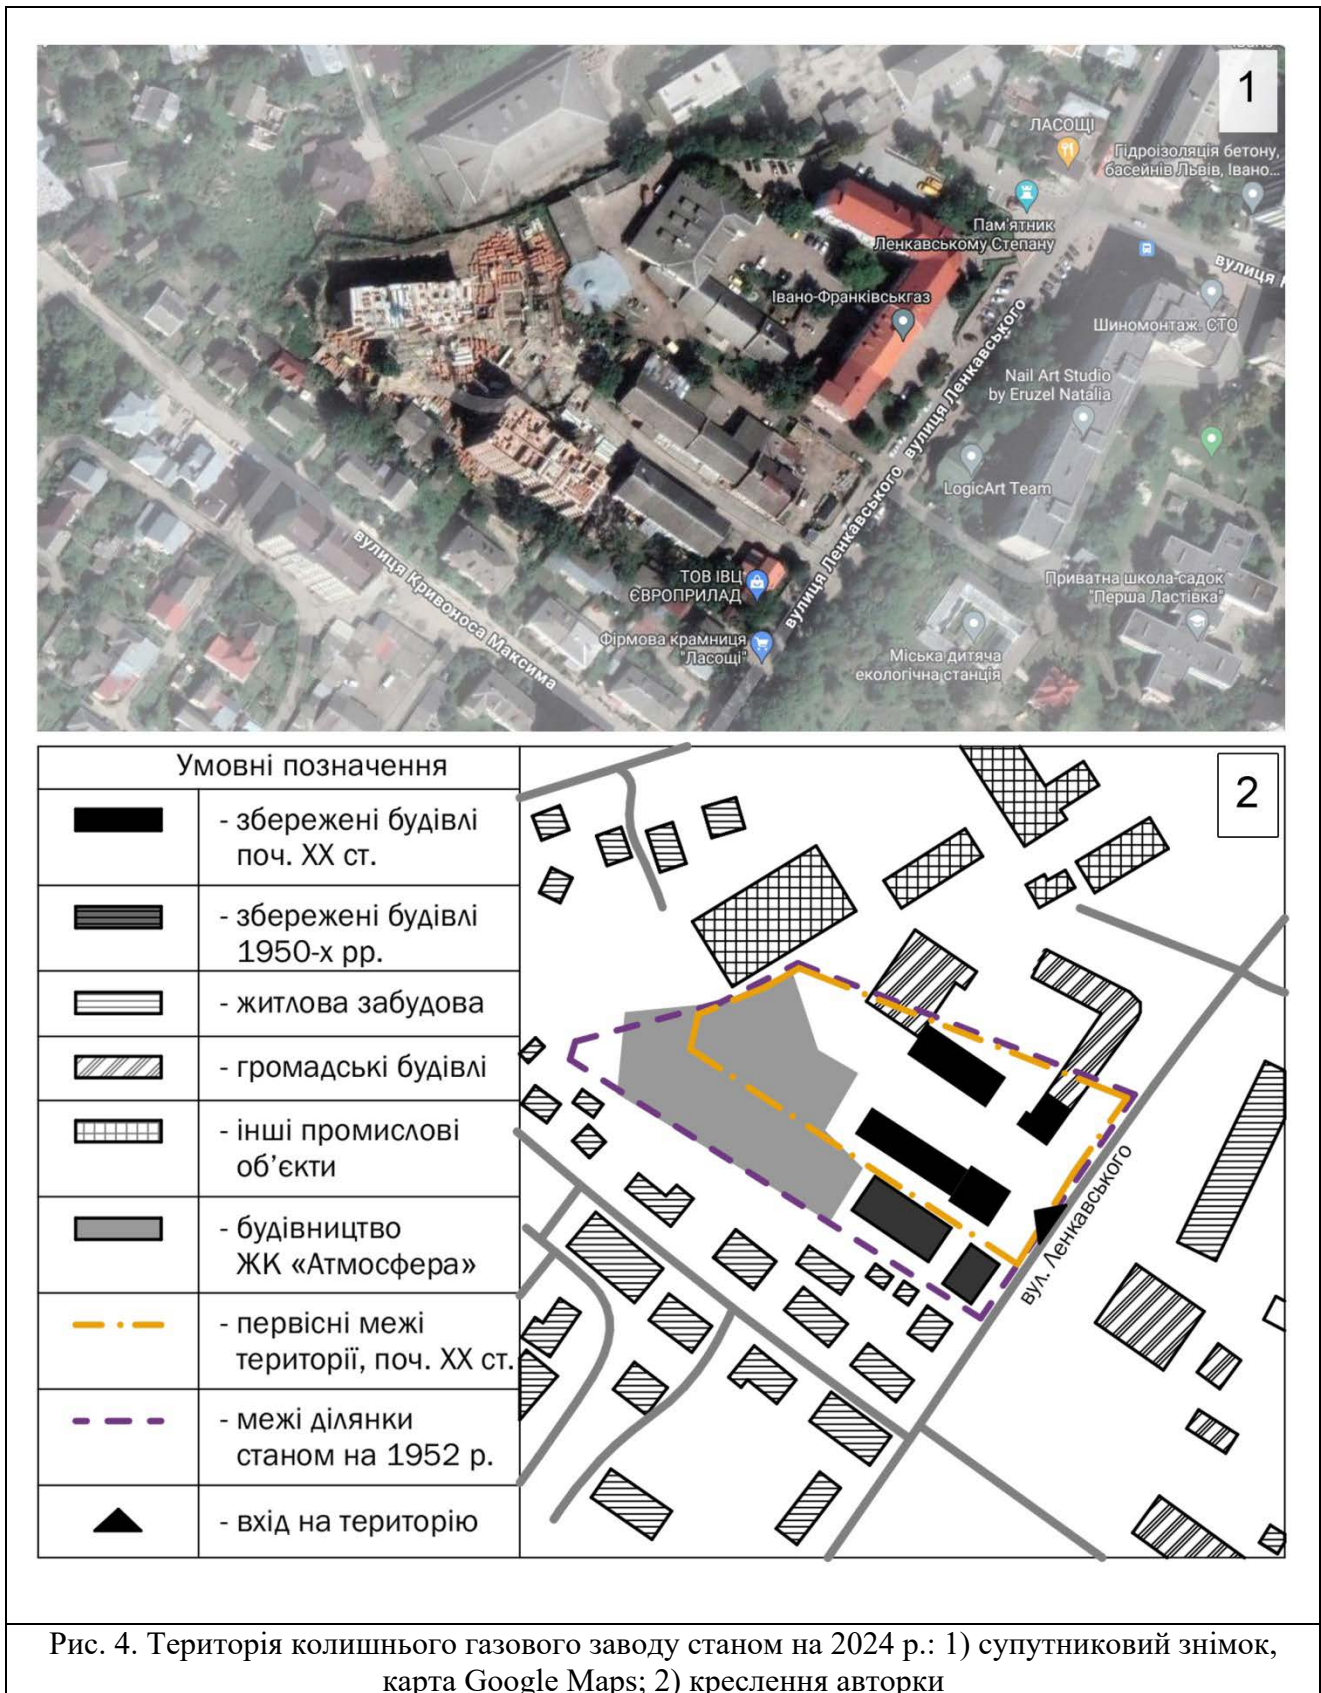 1
ЛАСОЩІ
Гідроізоляція бетону,
басейнів Львів, Івано...
Пам'ятник
Ленкавському Степану
вулиця
Івано-Франківськгаз
Шиномонтаж. СТО
вулиця Ленкавського
Nail Art Studio
by Eruzel Natalia
LogicArt Team
вулиця Ленкавського
вулиця Кривоноса Максима
ТОВ ІВЦ
ЄВРОПРИЛАД
Приватна школа-садок
"Перша Ластівка"
Фірмова крамниця
"Ласощі"
Міська дитяча
екологічна станція
2
Умовні позначення
- збережені будівлі
поч. ХХ ст.
- збережені будівлі
1950-х рр.
- житлова забудова
- громадські будівлі
- інші промислові
об’єкти
- будівництво
ЖК «Атмосфера»
- первісні межі
території, поч. ХХ ст.
- межі ділянки
станом на 1952 р.
- вхід на територію
вул. Ленкавського
Рис. 4. Територія колишнього газового заводу станом на 2024 р.: 1) супутниковий знімок,
карта Google Maps; 2) креслення авторки